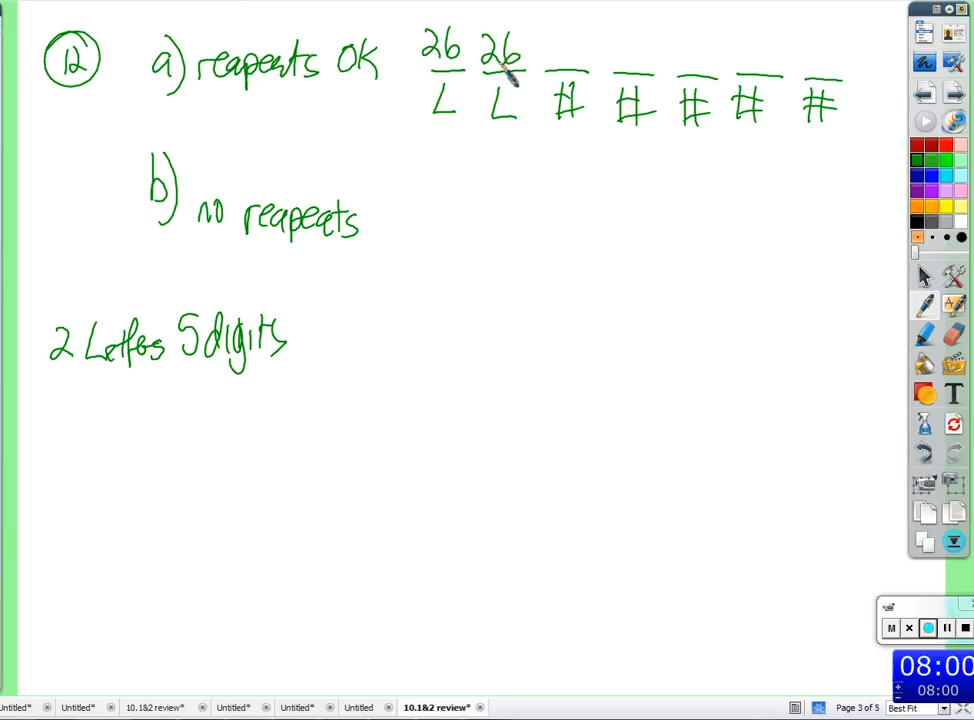 12 a) reapeats OK 26 26
L L # # # # #
b) no reapeats
2 Letters 5 digits
M
08:00
08:00
Untitled* Untitled* 10.1&2 review* Untitled* Untitled* Untitled 10.1&2 review* Page 3 of 5 Best Fit